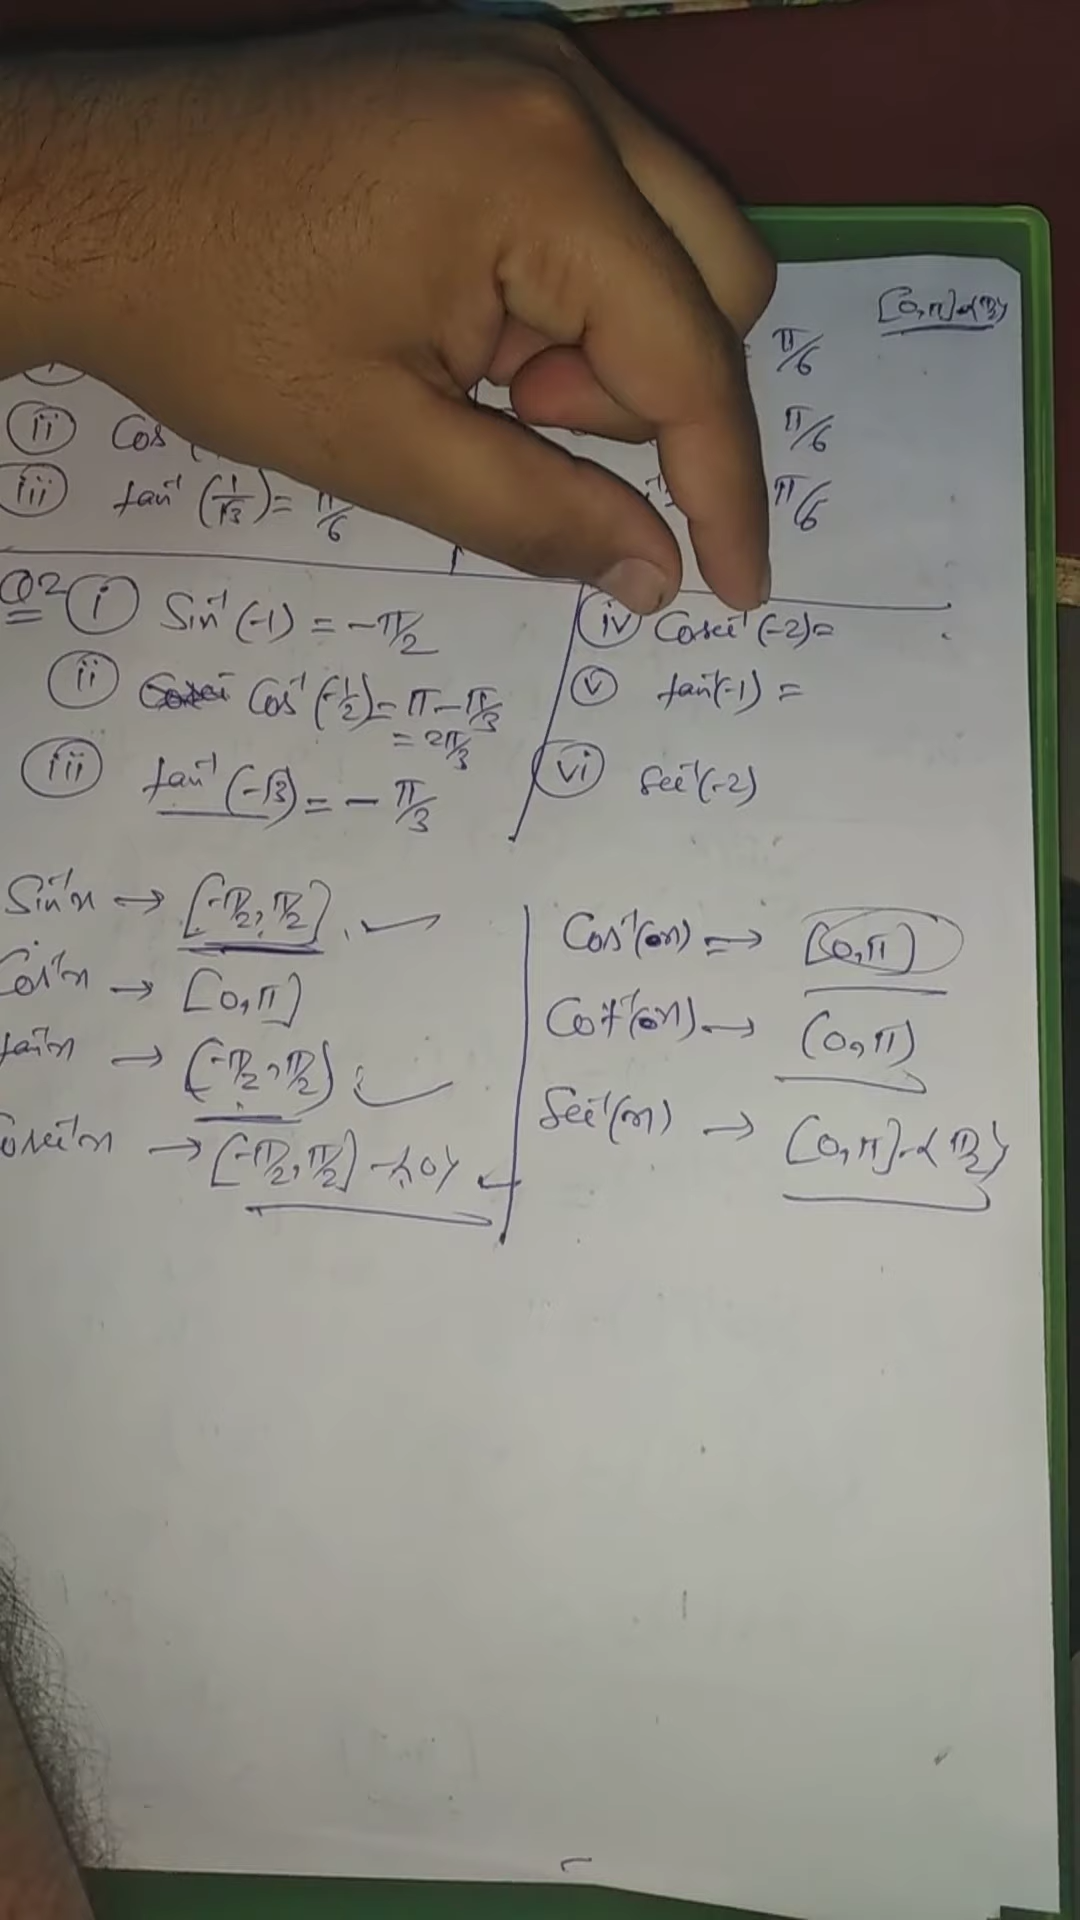 [0,π]-{π/2}
π/6
(ii) Cos
π/6
(iii) tan⁻¹(1/√3) = π/6
π/6
Q2 (i) Sin⁻¹(-1) = -π/2
(ii) Cos⁻¹(-1/2) = π - π/3
= 2π/3
(iii) tan⁻¹(-√3) = - π/3
(iv) Cosec⁻¹(-2)=
(v) tan⁻¹(-1) =
(vi) Sec⁻¹(-2)
Sin⁻¹x → [-π/2, π/2]
Cos⁻¹x → [0,π]
tan⁻¹x → (-π/2, π/2)
Cosec⁻¹x → [-π/2, π/2] - {0}
Cos⁻¹(x) → [0,π]
Cot⁻¹(x) → (0,π)
Sec⁻¹(x) → [0,π]-{π/2}